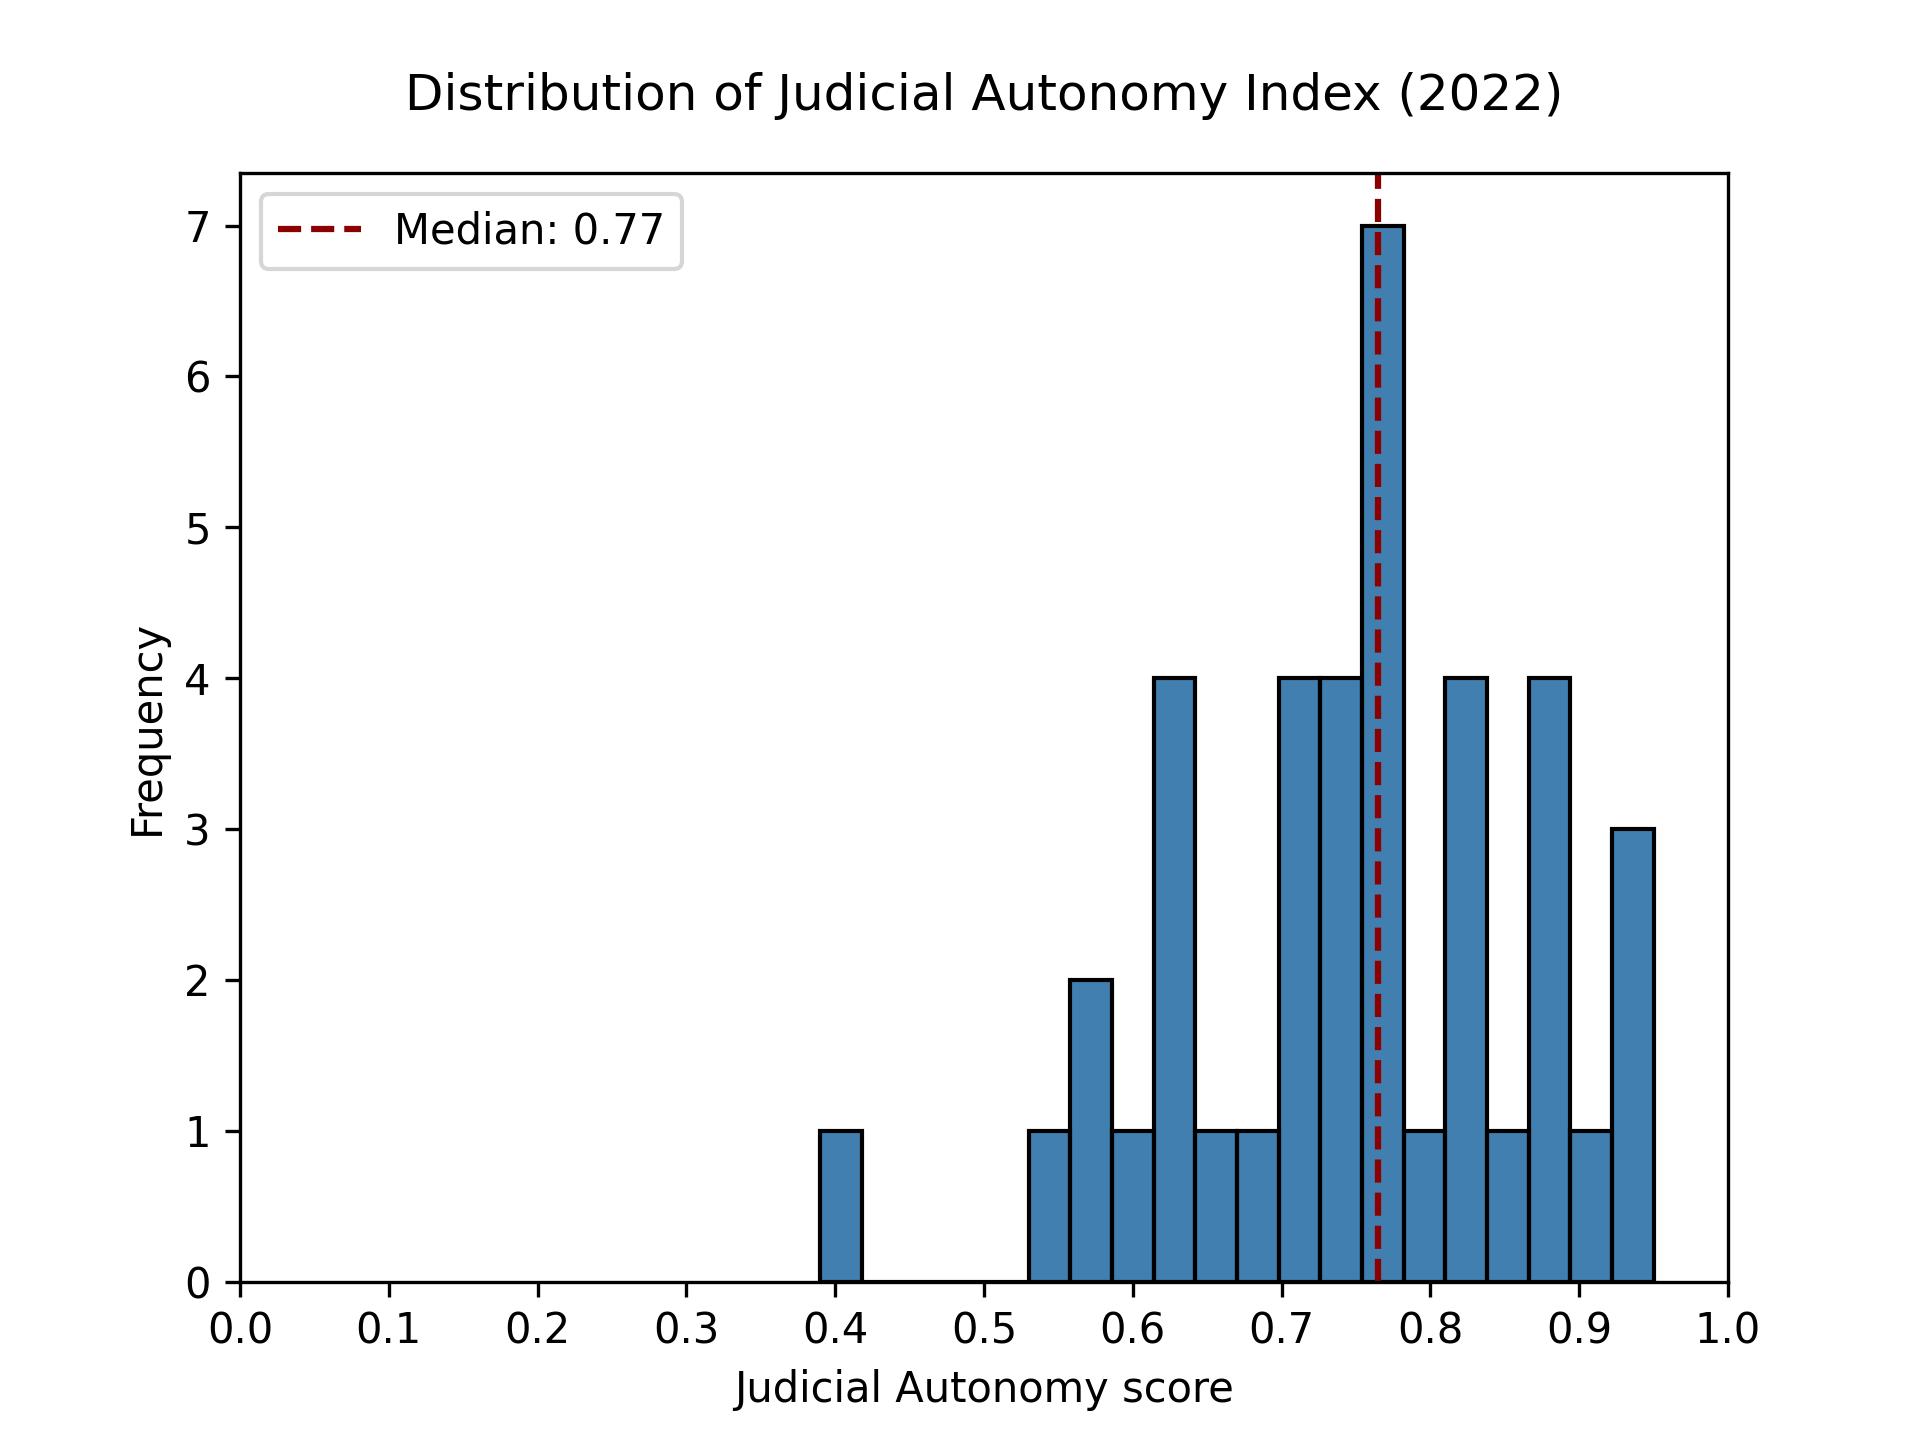 Distribution of Judicial Autonomy Index (2022)
Median: 0.77
7
6
5
4
3
2
1
0
Frequency
0.0 0.1 0.2 0.3 0.4 0.5 0.6 0.7 0.8 0.9 1.0
Judicial Autonomy score